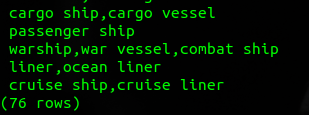 cargo ship,cargo vessel
passenger ship
warship,war vessel,combat ship
liner,ocean liner
cruise ship,cruise liner
(76 rows)